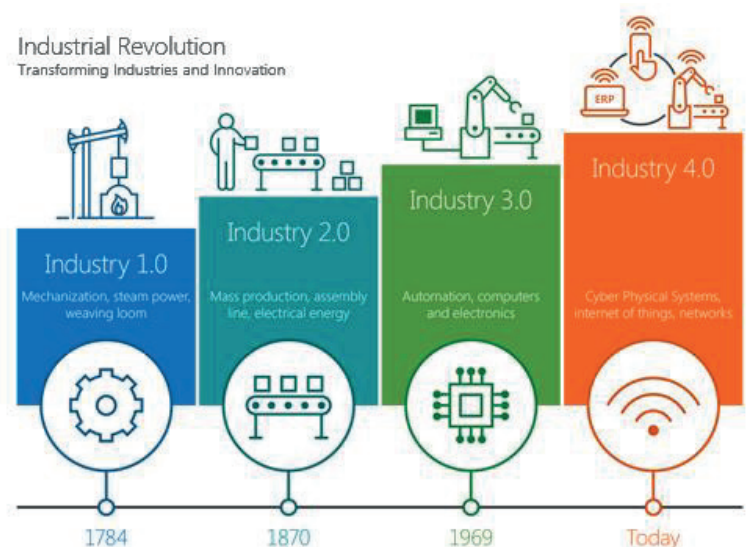 Industrial Revolution
Transforming Industries and Innovation
ERP
Industry 1.0
Mechanization, steam power,
weaving loom
Industry 2.0
Mass production, assembly
line, electrical energy
Industry 3.0
Automation, computers
and electronics
Industry 4.0
Cyber Physical Systems,
internet of things, networks
1784
1870
1969
Today